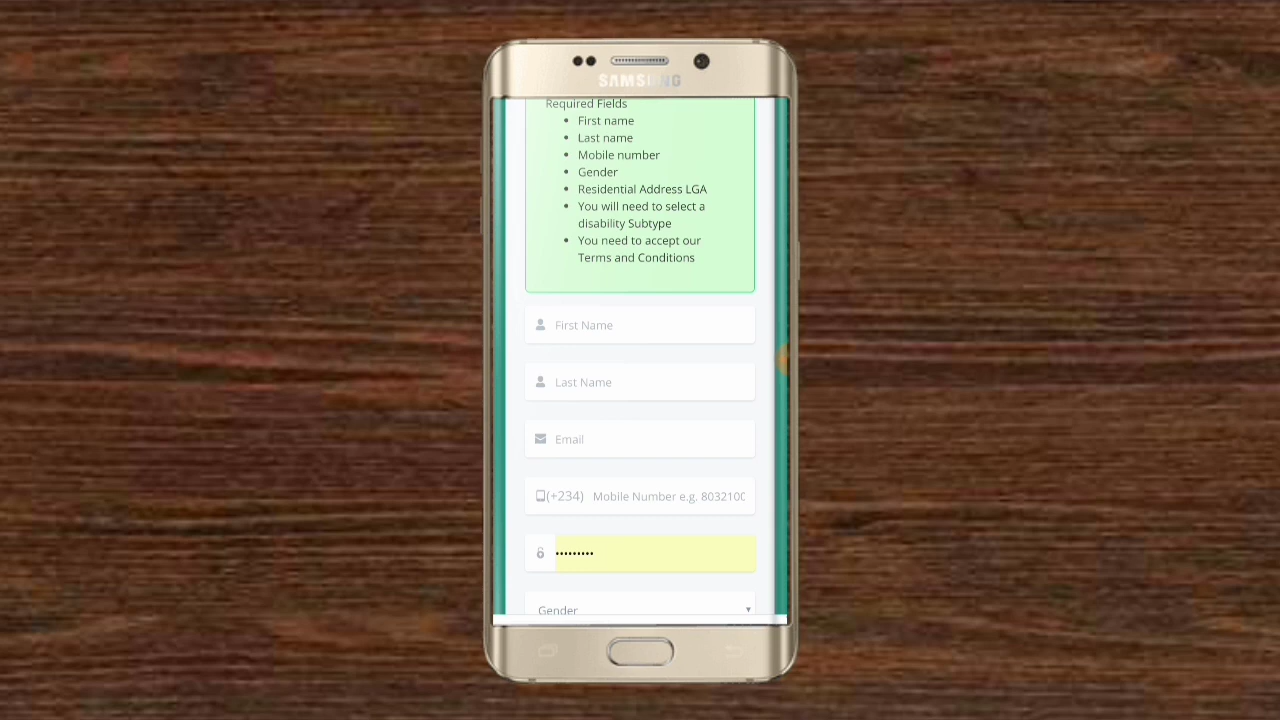 SAMSUNG
Required Fields
First name
Last name
Mobile number
Gender
Residential Address LGA
You will need to select a
disability Subtype
You need to accept our
Terms and Conditions
First Name
Last Name
Email
(+234) Mobile Number e.g. 803210
•••••••••
Gender